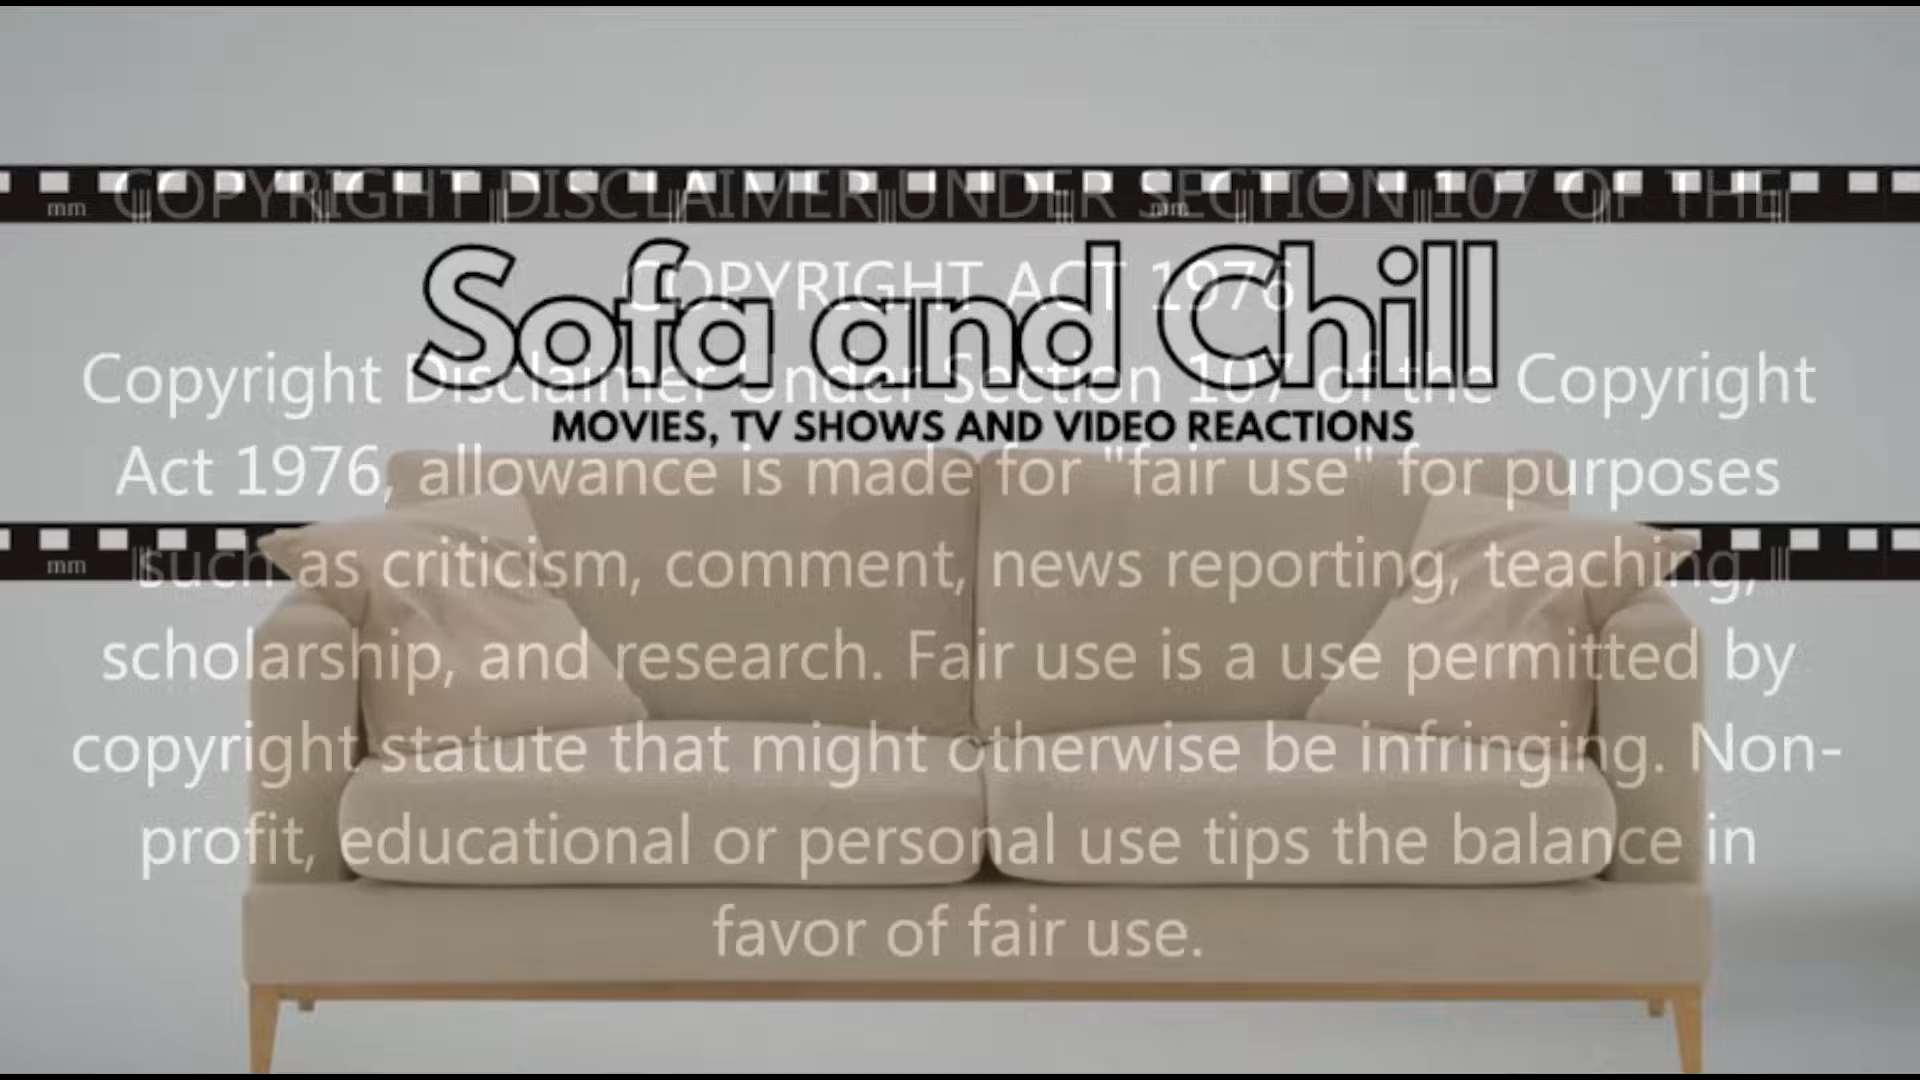 COPYRIGHT DISCLAIMER UNDER SECTION 107 OF THE
COPYRIGHT ACT 1976
Sofa and Chill
Copyright Disclaimer Under Section 107 of the Copyright
MOVIES, TV SHOWS AND VIDEO REACTIONS
Act 1976, allowance is made for "fair use" for purposes
such as criticism, comment, news reporting, teaching,
scholarship, and research. Fair use is a use permitted by
copyright statute that might otherwise be infringing. Non-
profit, educational or personal use tips the balance in
favor of fair use.
mm
mm
mm